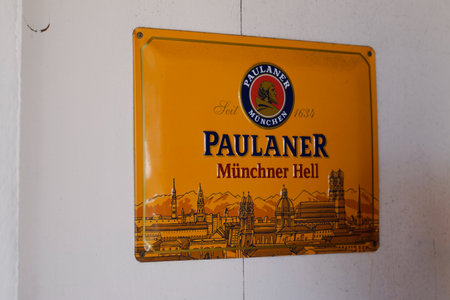 PAULANER
MÜNCHEN
Seit 1634
PAULANER
Münchner Hell